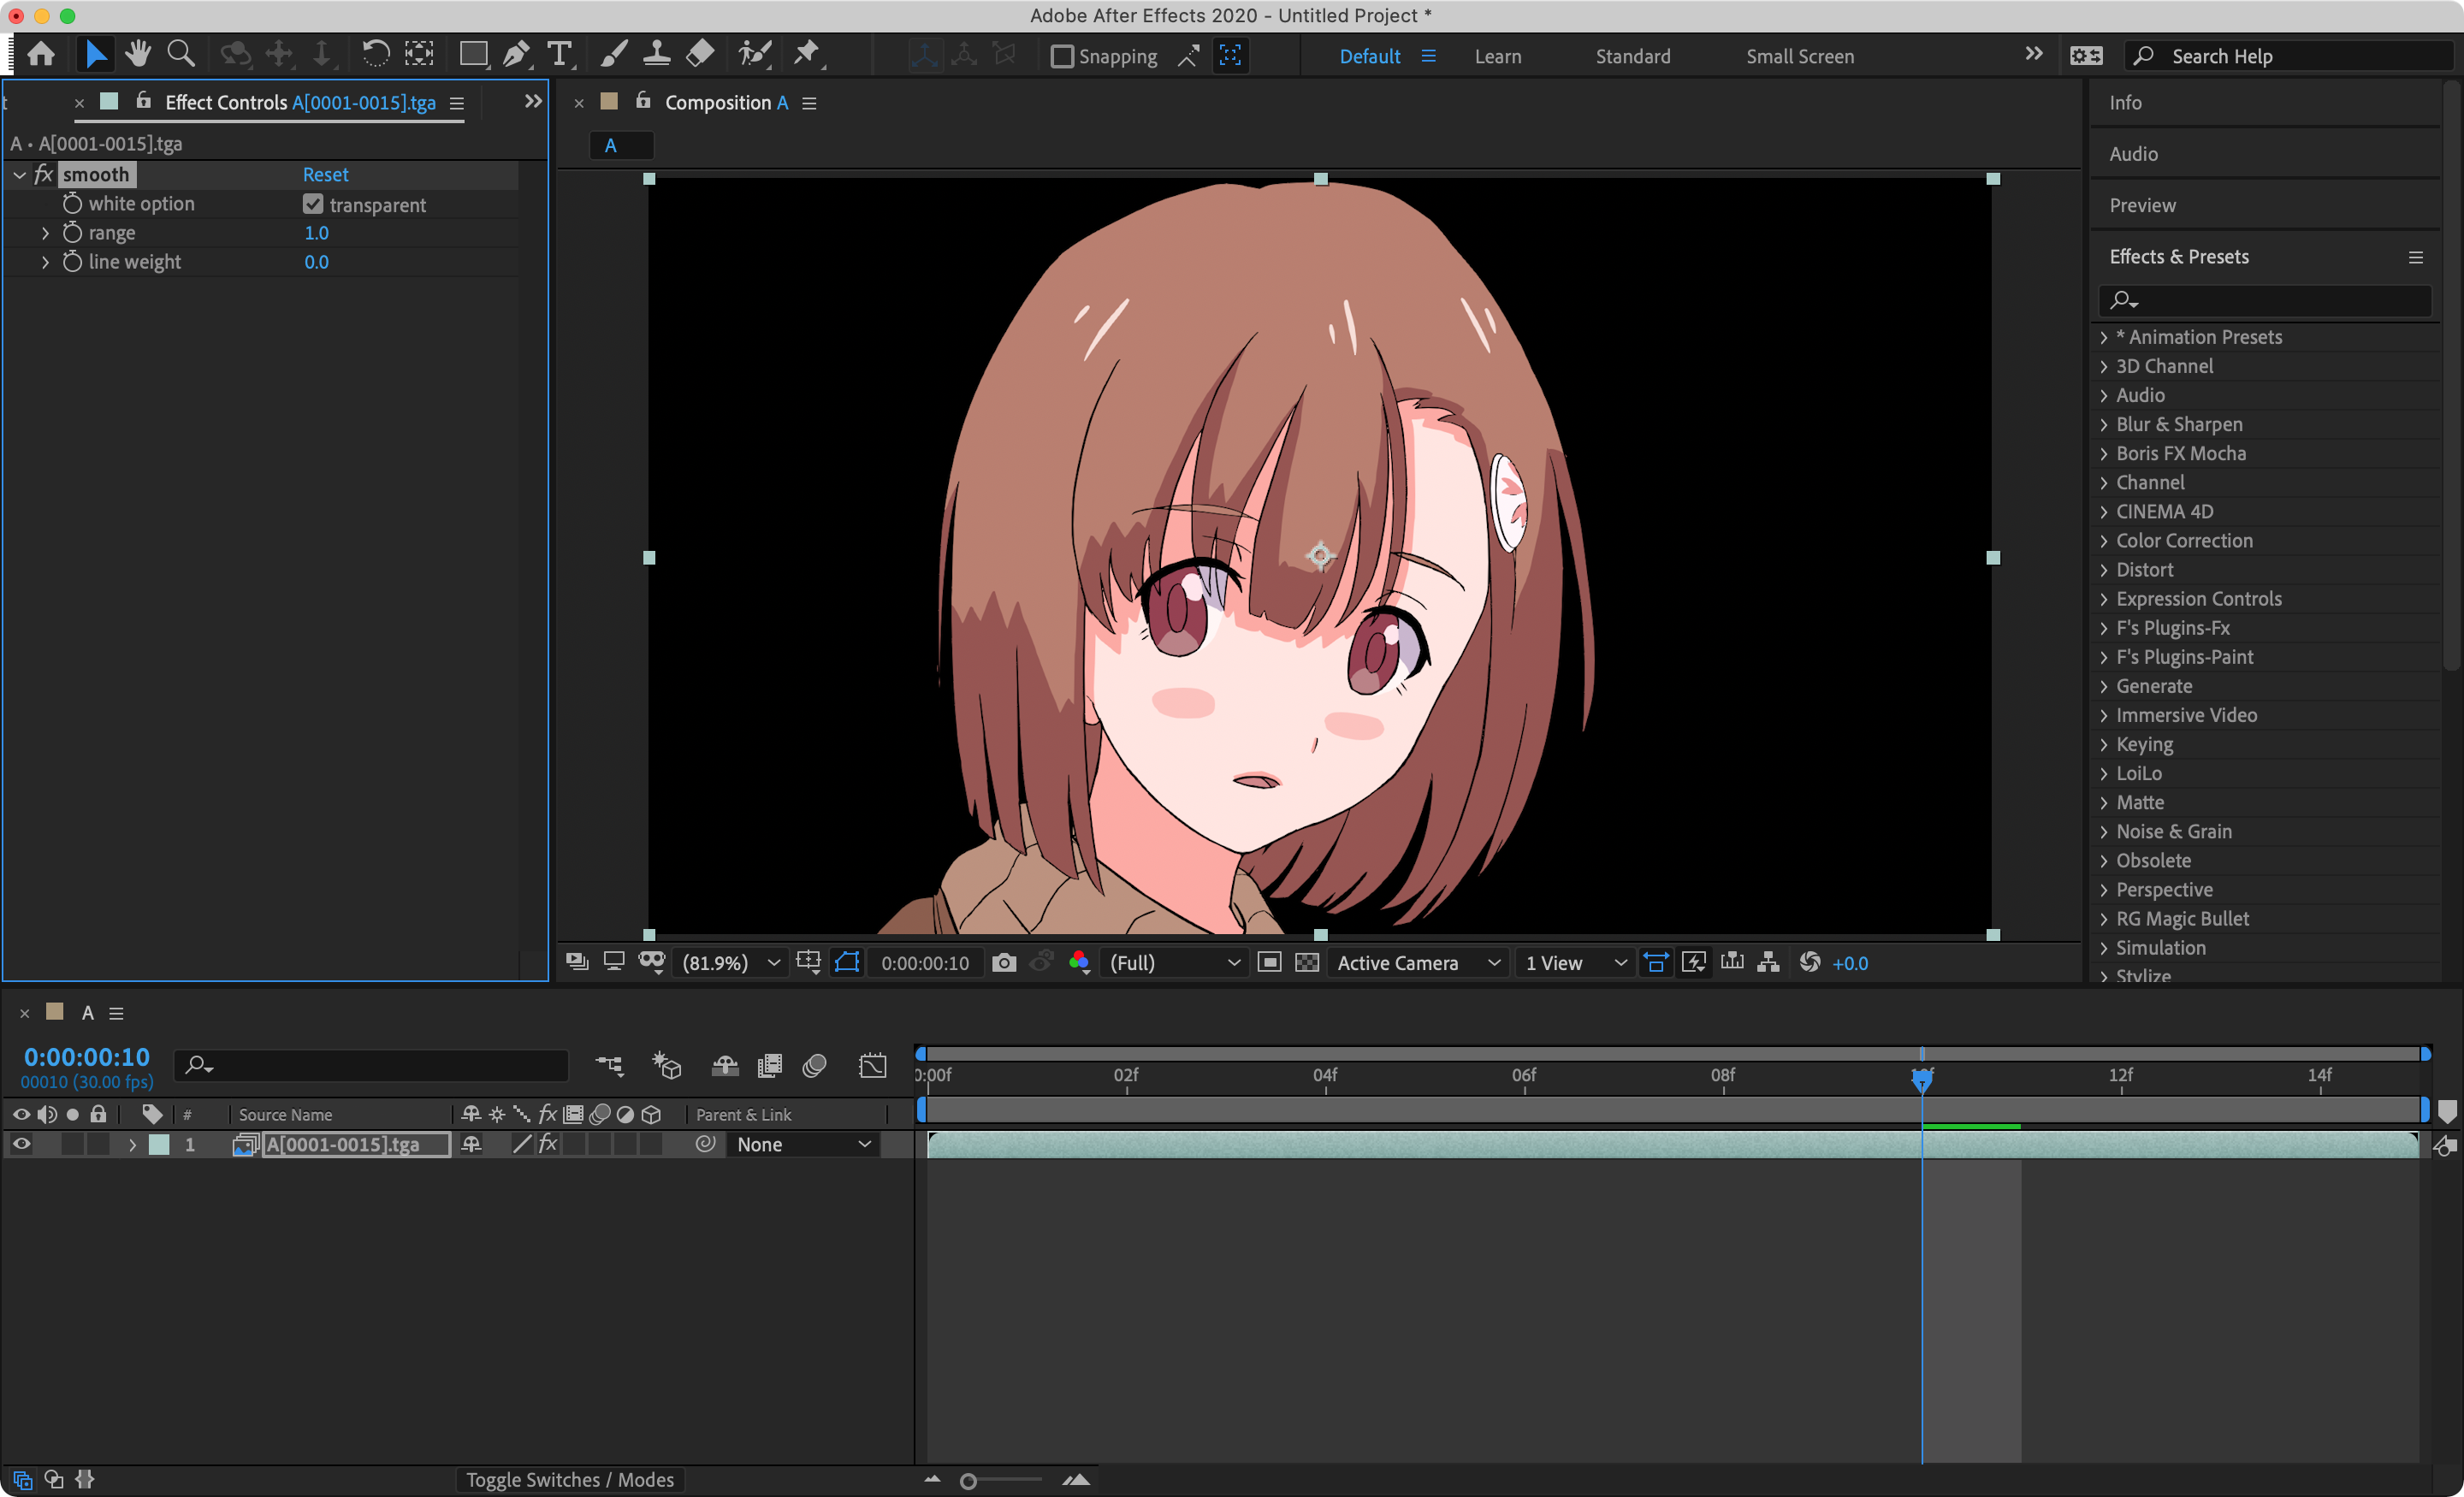 Adobe After Effects 2020 - Untitled Project *
Snapping
Default
Learn
Standard
Small Screen
Search Help
t
Effect Controls A[0001-0015].tga
A • A[0001-0015].tga
fx smooth Reset
white option transparent
range 1.0
line weight 0.0
Composition A
A
(81.9%)
0:00:00:10
(Full)
Active Camera
1 View
+0.0
Info
Audio
Preview
Effects & Presets
* Animation Presets
3D Channel
Audio
Blur & Sharpen
Boris FX Mocha
Channel
CINEMA 4D
Color Correction
Distort
Expression Controls
F's Plugins-Fx
F's Plugins-Paint
Generate
Immersive Video
Keying
LoiLo
Matte
Noise & Grain
Obsolete
Perspective
RG Magic Bullet
Simulation
Stylize
A
0:00:00:10
00010 (30.00 fps)
0:00f 02f 04f 06f 08f 12f 14f
# Source Name fx Parent & Link
1 A[0001-0015].tga fx None
Toggle Switches / Modes